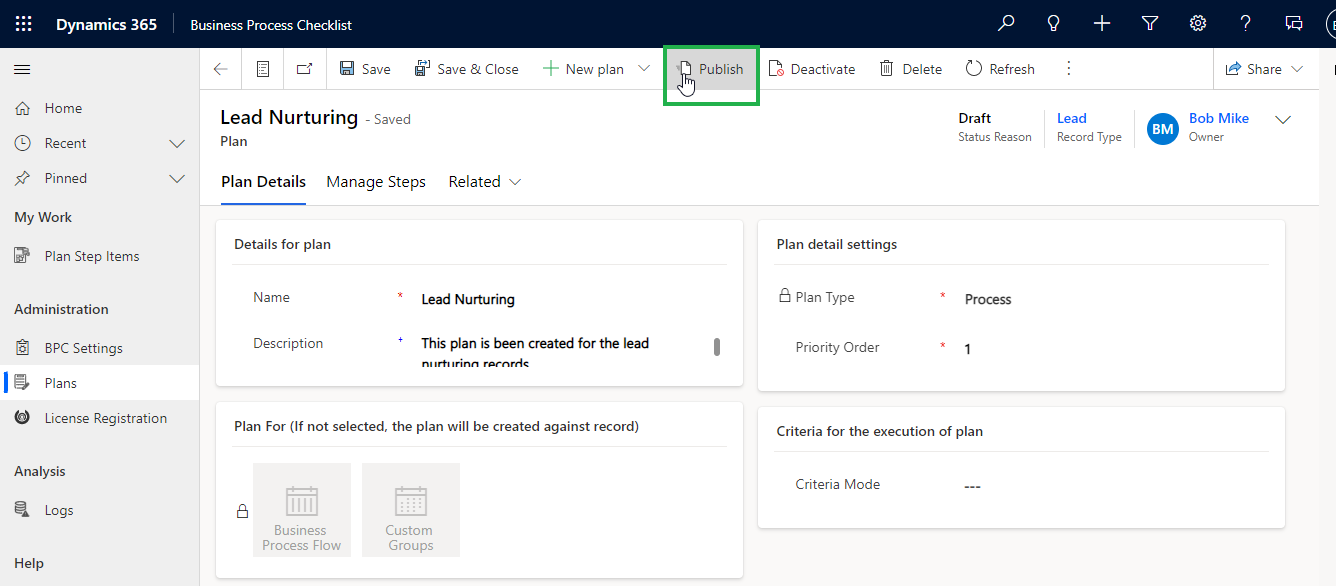 Dynamics 365 Business Process Checklist
Save Save & Close New plan Publish Deactivate Delete Refresh Share
Home
Recent
Pinned
My Work
Plan Step Items
Administration
BPC Settings
Plans
License Registration
Analysis
Logs
Help
Lead Nurturing - Saved
Plan
Draft
Status Reason
Lead
Record Type
BM
Bob Mike
Owner
Plan Details Manage Steps Related
Details for plan
Name * Lead Nurturing
Description + This plan is been created for the lead
nurturing records
Plan detail settings
Plan Type * Process
Priority Order * 1
Plan For (If not selected, the plan will be created against record)
Business
Process Flow
Custom
Groups
Criteria for the execution of plan
Criteria Mode ---